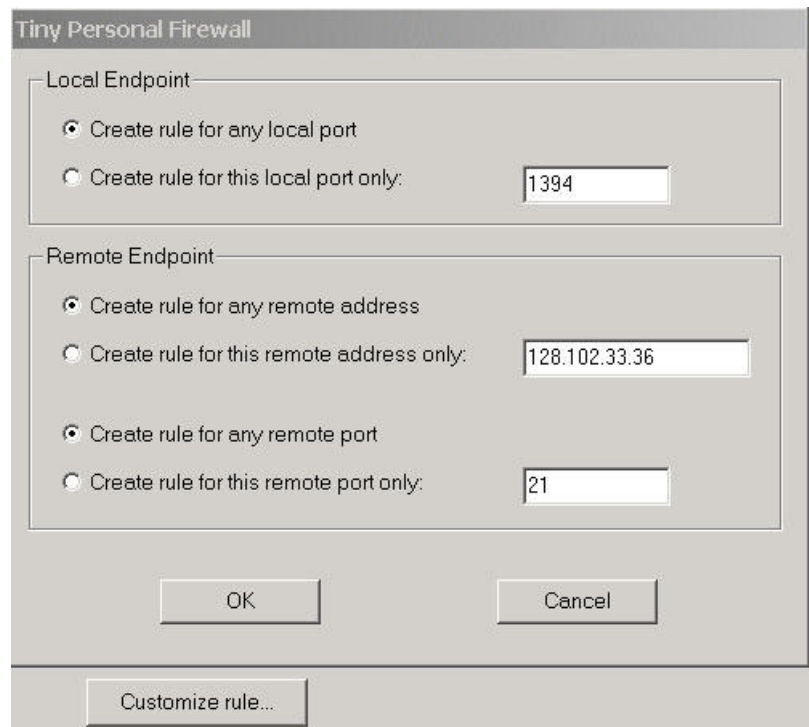 Tiny Personal Firewall
Local Endpoint
Create rule for any local port
Create rule for this local port only: 1394
Remote Endpoint
Create rule for any remote address
Create rule for this remote address only: 128.102.33.36
Create rule for any remote port
Create rule for this remote port only: 21
OK Cancel
Customize rule...